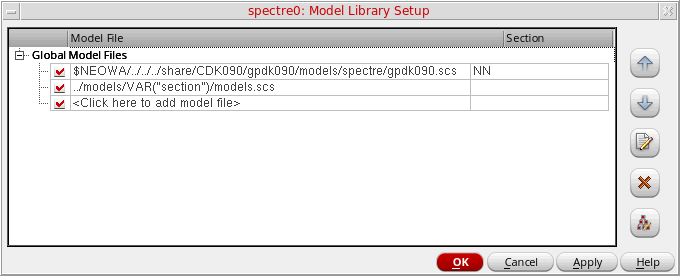 spectre0: Model Library Setup
Model File Section
Global Model Files
$NEOWA/../../../share/CDK090/gpdk090/models/spectre/gpdk090.scs NN
../models/VAR("section")/models.scs
<Click here to add model file>
OK Cancel Apply Help